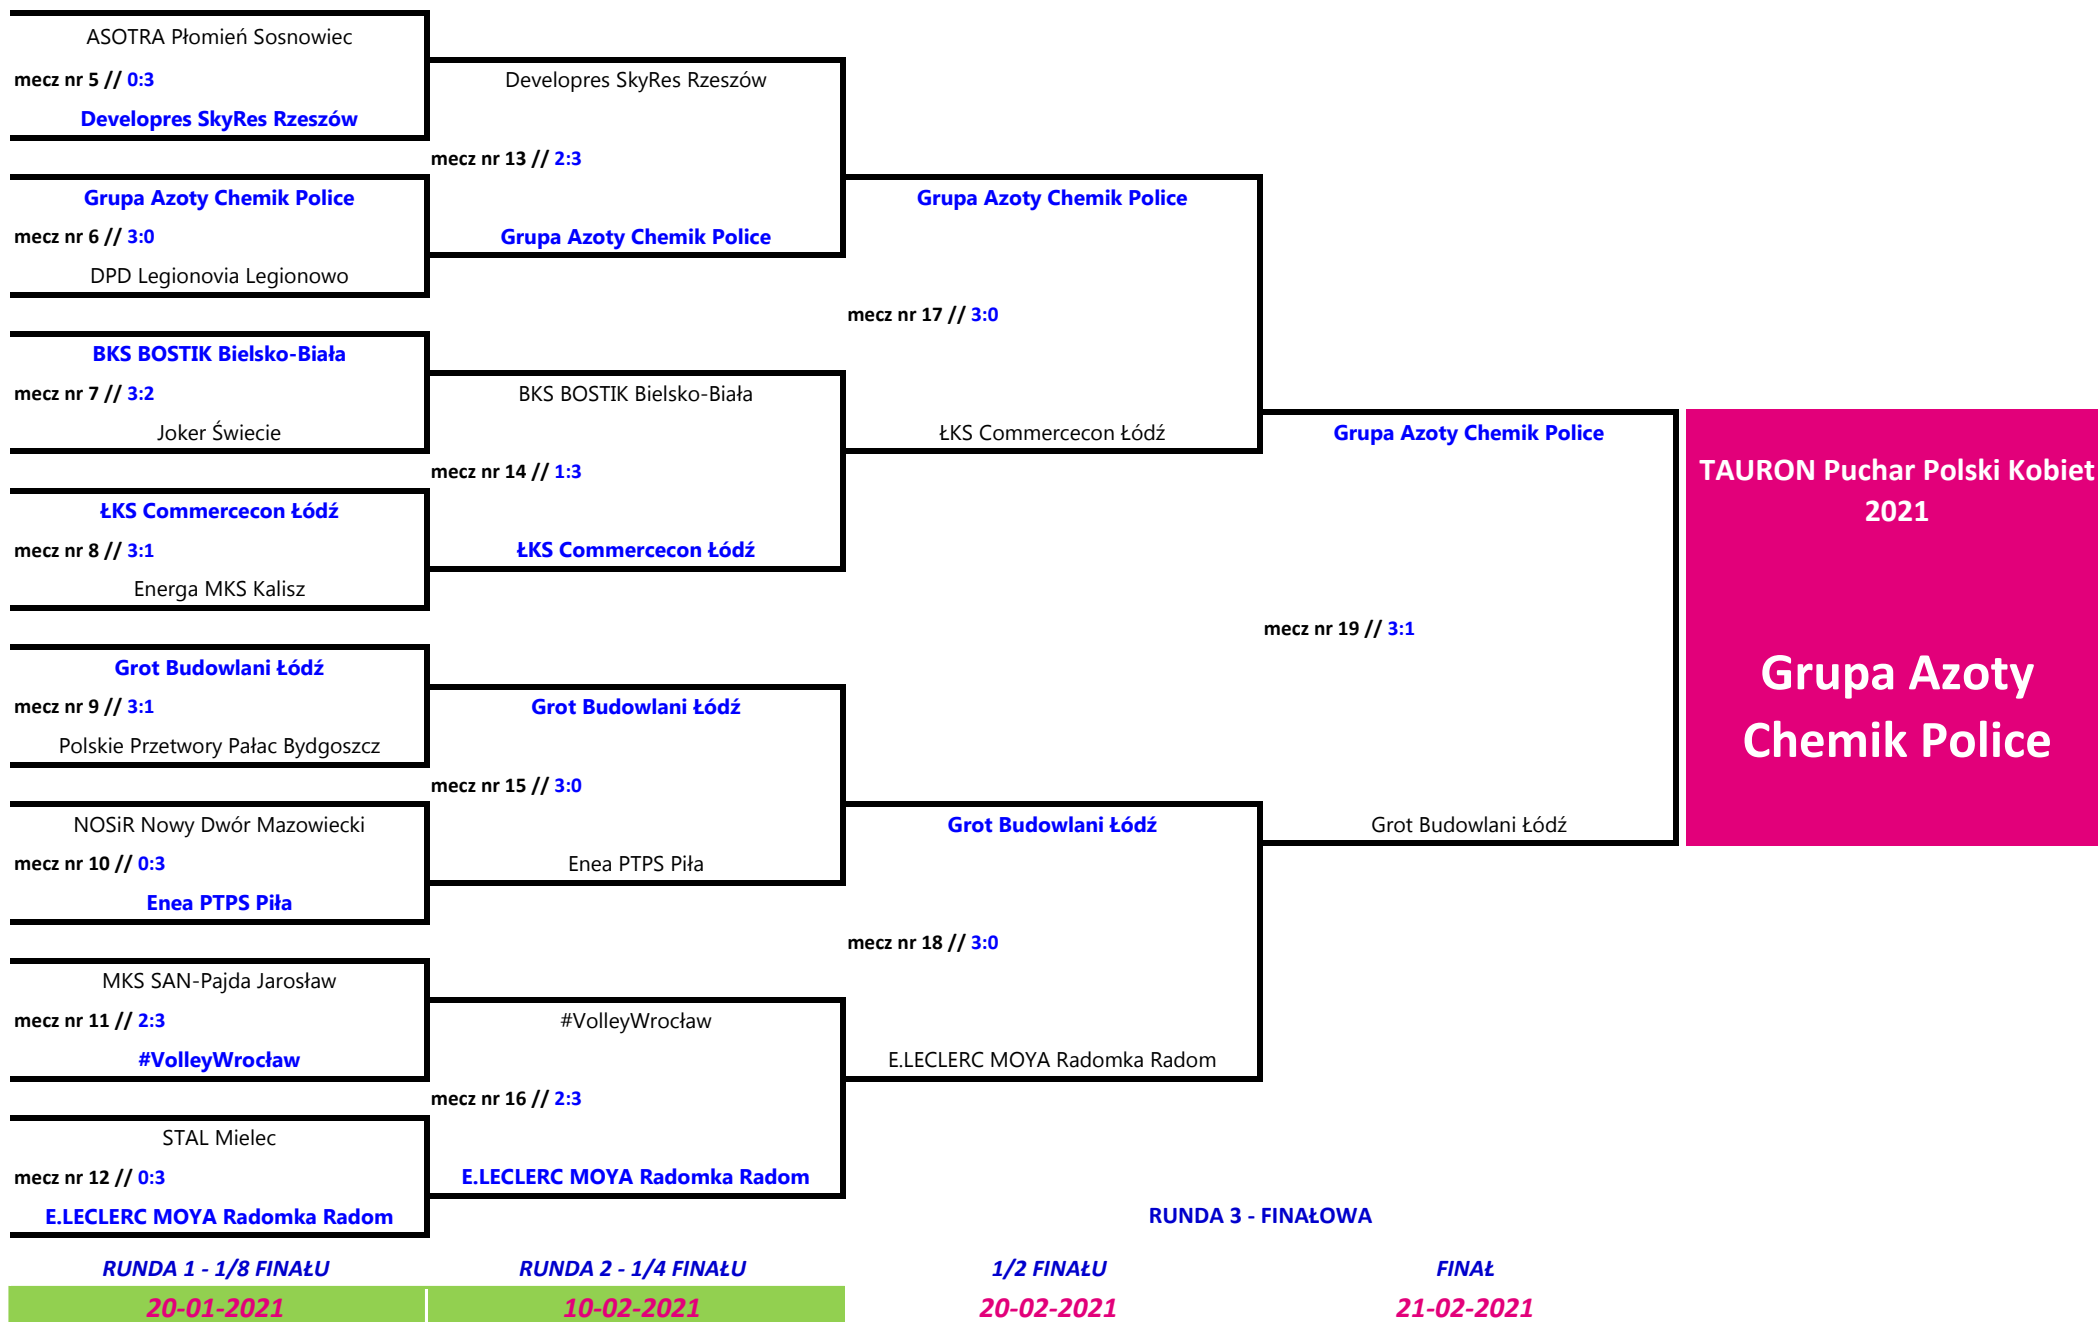 ASOTRA Płomień Sosnowiec
mecz nr 5 // 0:3
Developres SkyRes Rzeszów
Grupa Azoty Chemik Police
mecz nr 6 // 3:0
DPD Legionovia Legionowo
BKS BOSTIK Bielsko-Biała
mecz nr 7 // 3:2
Joker Świecie
ŁKS Commercecon Łódź
mecz nr 8 // 3:1
Energa MKS Kalisz
Grot Budowlani Łódź
mecz nr 9 // 3:1
Polskie Przetwory Pałac Bydgoszcz
NOSiR Nowy Dwór Mazowiecki
mecz nr 10 // 0:3
Enea PTPS Piła
MKS SAN-Pajda Jarosław
mecz nr 11 // 2:3
#VolleyWrocław
STAL Mielec
mecz nr 12 // 0:3
E.LECLERC MOYA Radomka Radom
RUNDA 1 - 1/8 FINAŁU
20-01-2021
Developres SkyRes Rzeszów
mecz nr 13 // 2:3
Grupa Azoty Chemik Police
BKS BOSTIK Bielsko-Biała
mecz nr 14 // 1:3
ŁKS Commercecon Łódź
Grot Budowlani Łódź
mecz nr 15 // 3:0
Enea PTPS Piła
#VolleyWrocław
mecz nr 16 // 2:3
E.LECLERC MOYA Radomka Radom
RUNDA 2 - 1/4 FINAŁU
10-02-2021
Grupa Azoty Chemik Police
mecz nr 17 // 3:0
ŁKS Commercecon Łódź
Grot Budowlani Łódź
mecz nr 18 // 3:0
E.LECLERC MOYA Radomka Radom
RUNDA 3 - FINAŁOWA
1/2 FINAŁU
20-02-2021
Grupa Azoty Chemik Police
mecz nr 19 // 3:1
Grot Budowlani Łódź
FINAŁ
21-02-2021
TAURON Puchar Polski Kobiet
2021
Grupa Azoty
Chemik Police